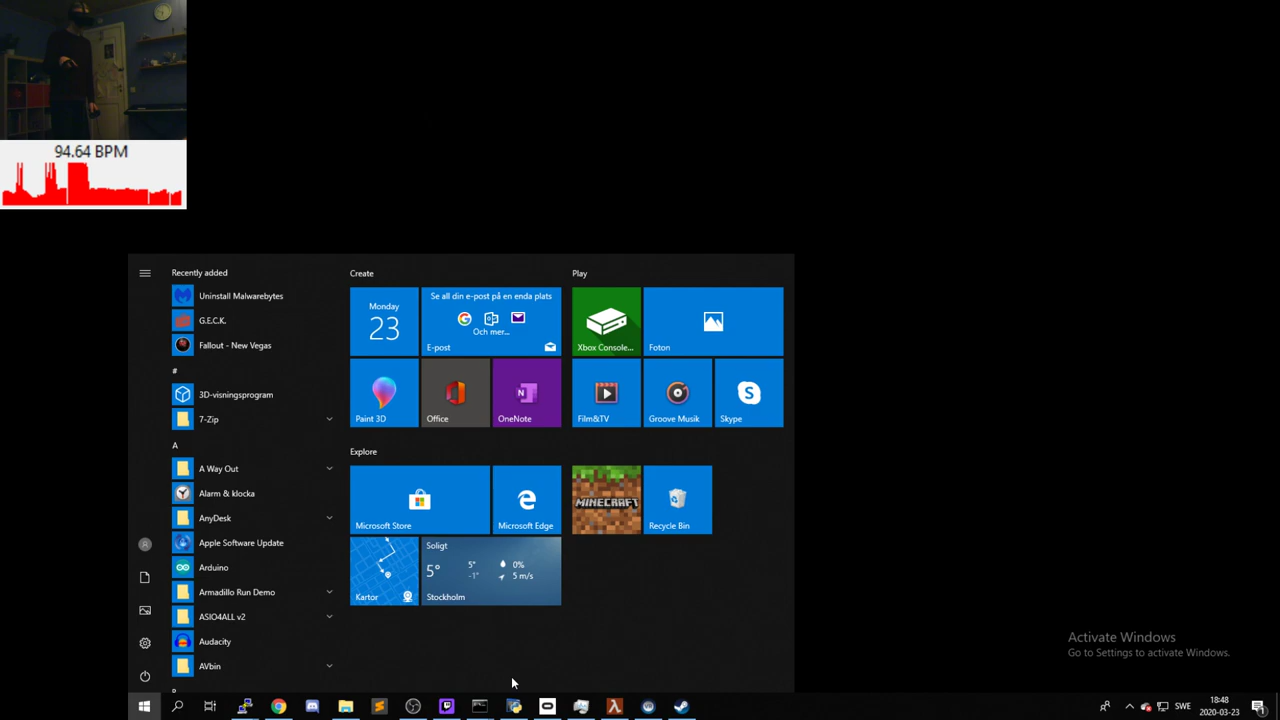 94.64 BPM
Recently added
Uninstall Malwarebytes
G.E.C.K.
Fallout - New Vegas
#
3D-visningsprogram
7-Zip
A
A Way Out
Alarm & klocka
AnyDesk
Apple Software Update
Arduino
Armadillo Run Demo
ASIO4ALL v2
Audacity
AVbin
Create
Monday
23
Se all din e-post på en enda plats
Och mer...
E-post
Paint 3D
Office
OneNote
Explore
Microsoft Store
Microsoft Edge
Kartor
Soligt
5°
5°
-1°
0%
5 m/s
Stockholm
Play
Xbox Console...
Foton
Film&TV
Groove Musik
Skype
MINECRAFT
Recycle Bin
Activate Windows
Go to Settings to activate Windows.
SWE
18:48
2020-03-23
1